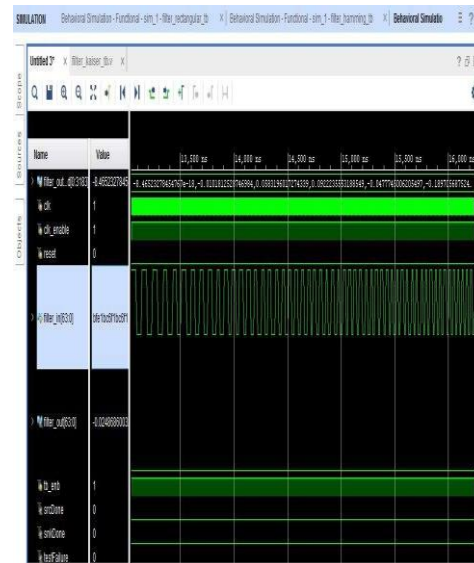 SIMULATION Behavioral Simulation - Functional - sim_1 - filter_rectangular_tb × Behavioral Simulation - Functional - sim_1 - filter_hamming_tb × Behavioral Simulatio
Untitled 3* × filter_kaiser_tb.v ×
Scope
Sources
Objects
Name Value
13,500 ns 14,000 ns 14,500 ns 15,000 ns 15,500 ns 16,000 ns
clk 1
clk_enable 1
reset 0
filter_in[63:0]
filter_out[63:0]
tb_enb 1
srcDone 0
snkDone 0
testFailure 0